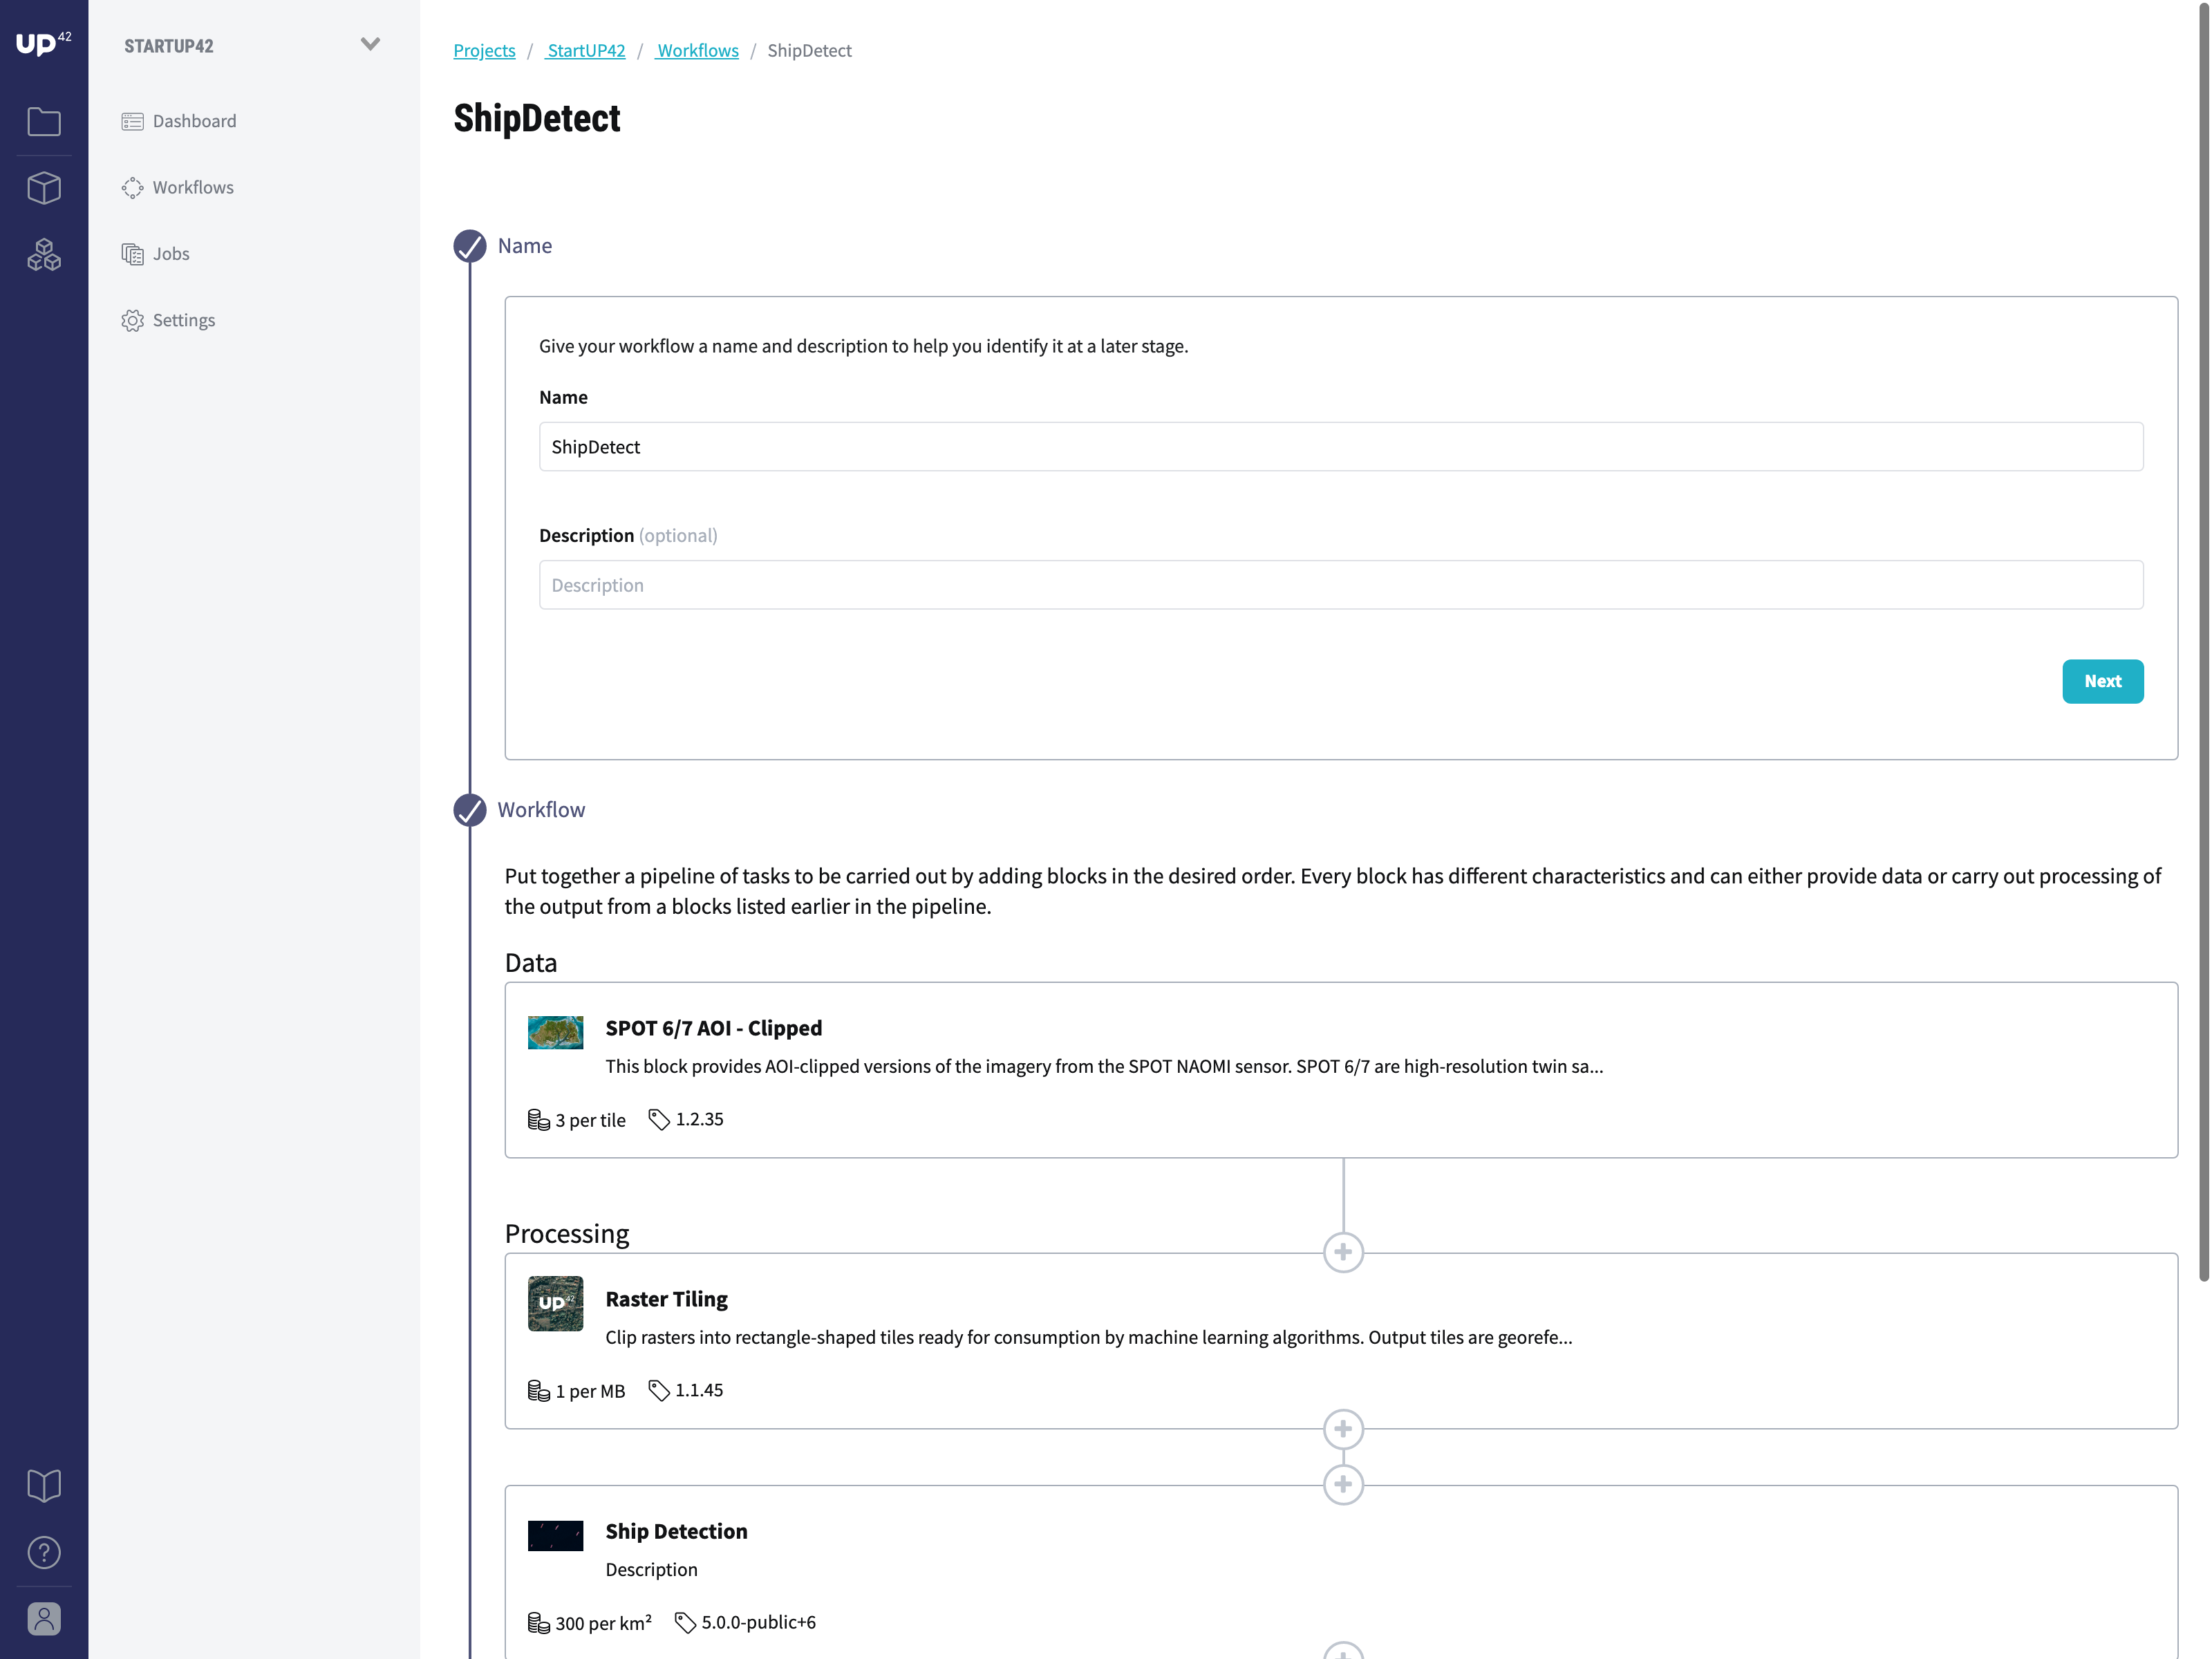 up42
STARTUP42
Dashboard
Workflows
Jobs
Settings
Projects / StartUP42 / Workflows / ShipDetect
ShipDetect
Name
Give your workflow a name and description to help you identify it at a later stage.
Name
ShipDetect
Description (optional)
Description
Next
Workflow
Put together a pipeline of tasks to be carried out by adding blocks in the desired order. Every block has different characteristics and can either provide data or carry out processing of
the output from a blocks listed earlier in the pipeline.
Data
SPOT 6/7 AOI - Clipped
This block provides AOI-clipped versions of the imagery from the SPOT NAOMI sensor. SPOT 6/7 are high-resolution twin sa...
3 per tile 1.2.35
Processing
up42
Raster Tiling
Clip rasters into rectangle-shaped tiles ready for consumption by machine learning algorithms. Output tiles are georefe...
1 per MB 1.1.45
Ship Detection
Description
300 per km² 5.0.0-public+6